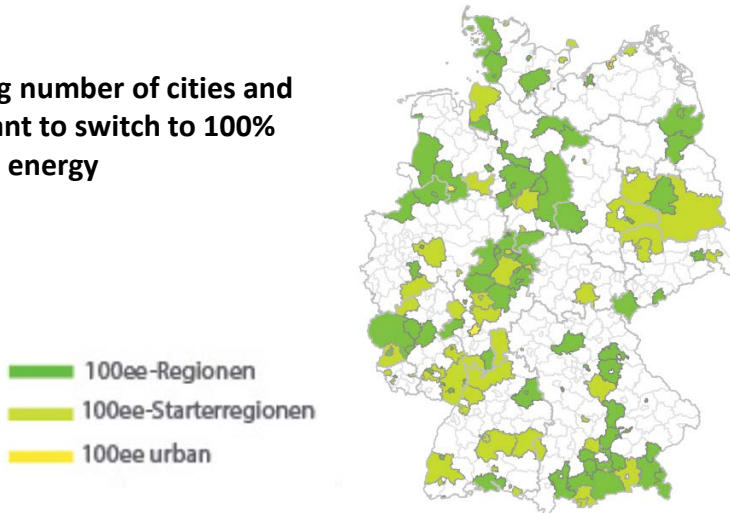 g number of cities and
ant to switch to 100%
energy
100ee-Regionen
100ee-Starterregionen
100ee urban